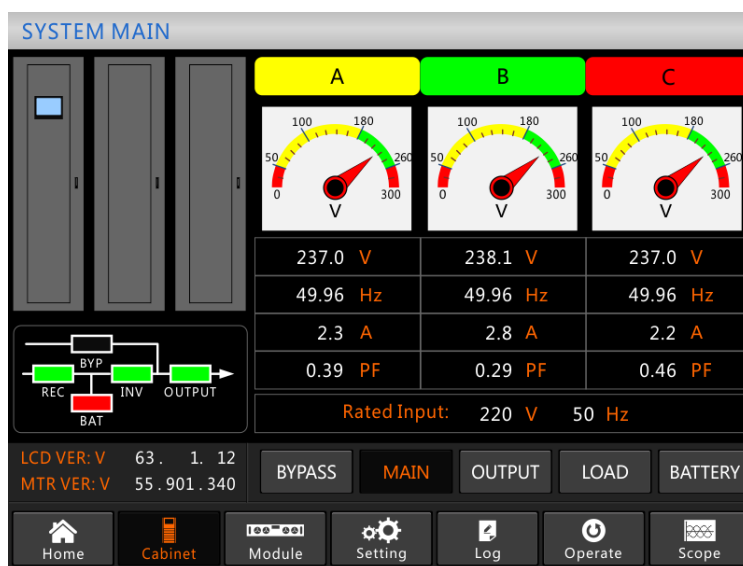 SYSTEM MAIN
A B C
100 180 100 180 100 180
50 260 50 260 50 260
0 300 0 300 0 300
V V V
237.0 V 238.1 V 237.0 V
49.96 Hz 49.96 Hz 49.96 Hz
2.3 A 2.8 A 2.2 A
0.39 PF 0.29 PF 0.46 PF
Rated Input: 220 V 50 Hz
BYP
REC INV OUTPUT
BAT
LCD VER: V 63. 1. 12
MTR VER: V 55.901.340
BYPASS MAIN OUTPUT LOAD BATTERY
Home Cabinet Module Setting Log Operate Scope